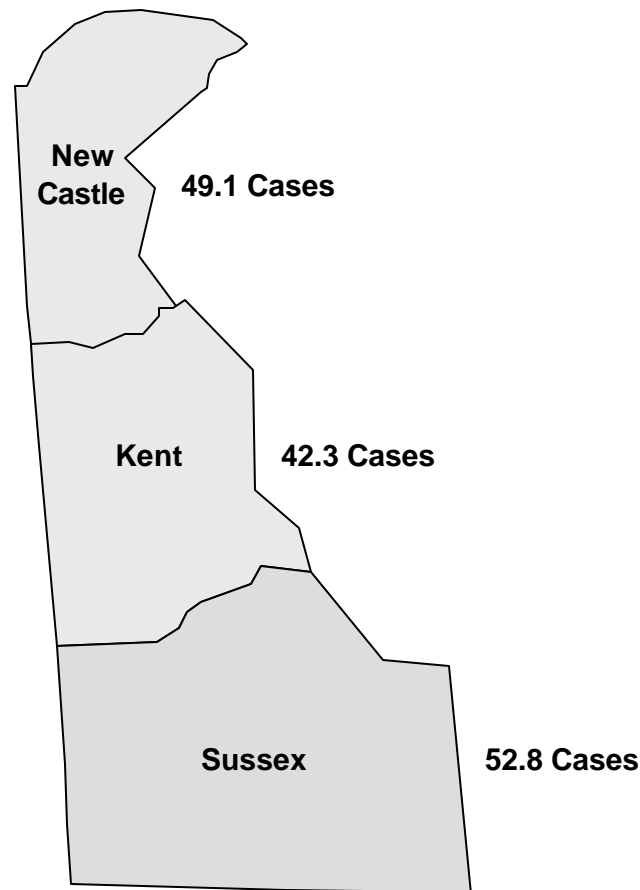 New
Castle
49.1 Cases
Kent
42.3 Cases
Sussex
52.8 Cases